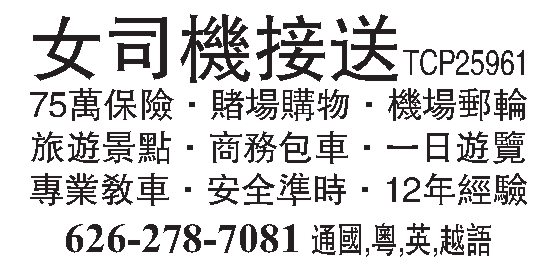 女司機接送TCP25961
75萬保險・賭場購物・機場郵輪
旅遊景點・商務包車・一日遊覽
專業教車・安全準時・12年經驗
626-278-7081 通國,粵,英,越語